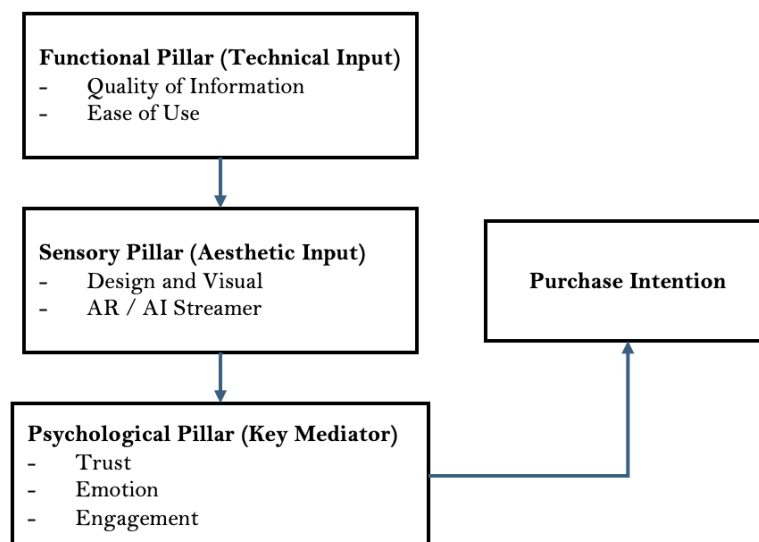 Functional Pillar (Technical Input)
- Quality of Information
- Ease of Use
Sensory Pillar (Aesthetic Input)
- Design and Visual
- AR / AI Streamer
Purchase Intention
Psychological Pillar (Key Mediator)
- Trust
- Emotion
- Engagement